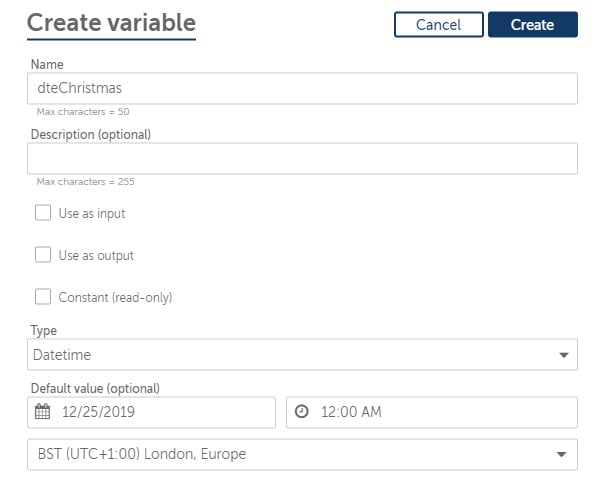 Create variable
Cancel
Create
Name
dteChristmas
Max characters = 50
Description (optional)
Max characters = 255
Use as input
Use as output
Constant (read-only)
Type
Datetime
Default value (optional)
12/25/2019
12:00 AM
BST (UTC+1:00) London, Europe